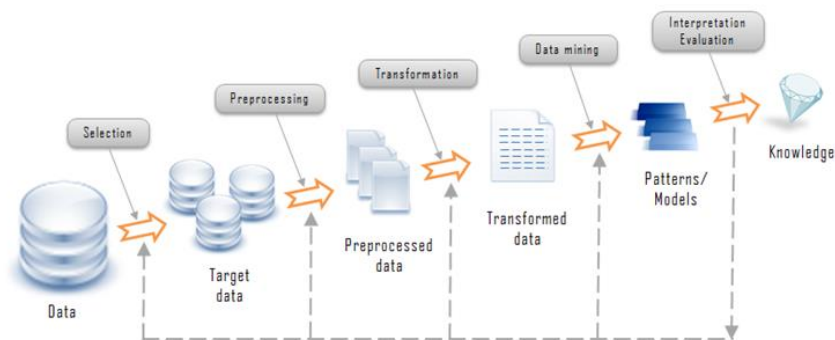 Interpretation
Evaluation
Data mining
Transformation
Preprocessing
Selection
Knowledge
Patterns/
Models
Transformed
data
Preprocessed
data
Target
data
Data